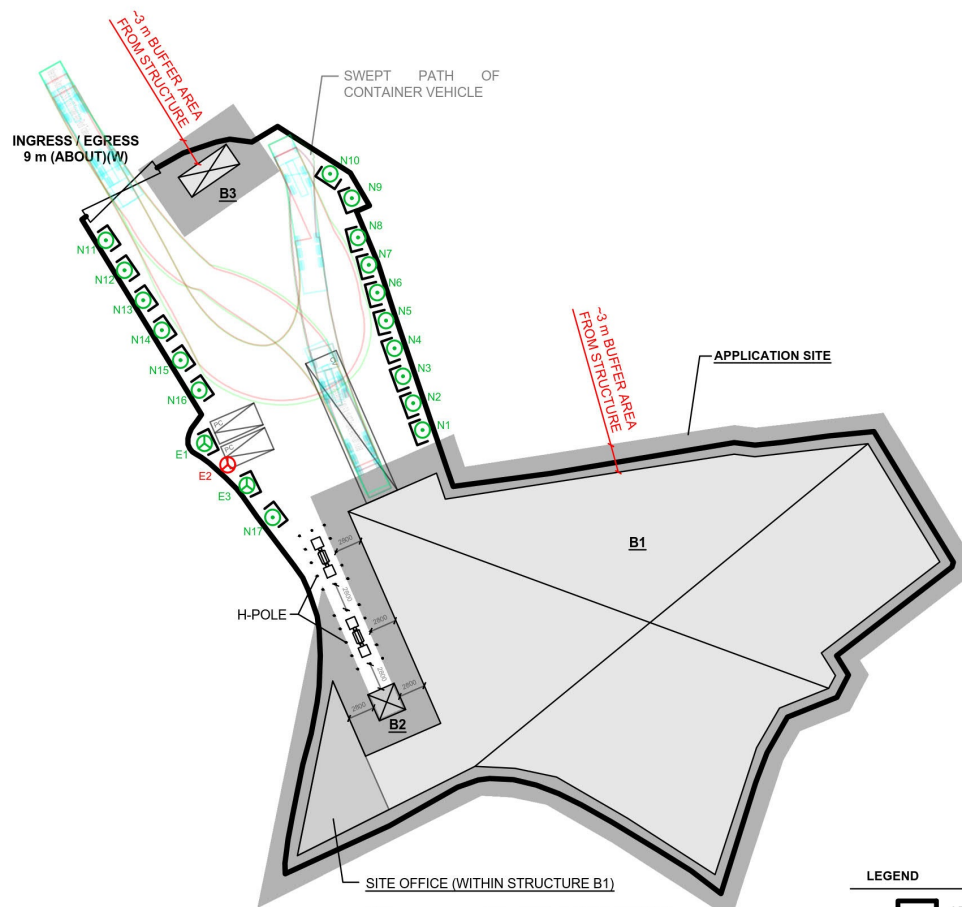 ~3 m BUFFER AREA
FROM STRUCTURE
SWEPT PATH OF
CONTAINER VEHICLE
INGRESS / EGRESS
9 m (ABOUT)(W)
B3
N10
N9
N8
N7
N6
N5
N4
N3
N2
N1
N11
N12
N13
N14
N15
N16
PC
PC
E1
E2
E3
N17
~3 m BUFFER AREA
FROM STRUCTURE
APPLICATION SITE
B1
2800
2800
2800
2800
2800
2800
H-POLE
B2
SITE OFFICE (WITHIN STRUCTURE B1)
LEGEND